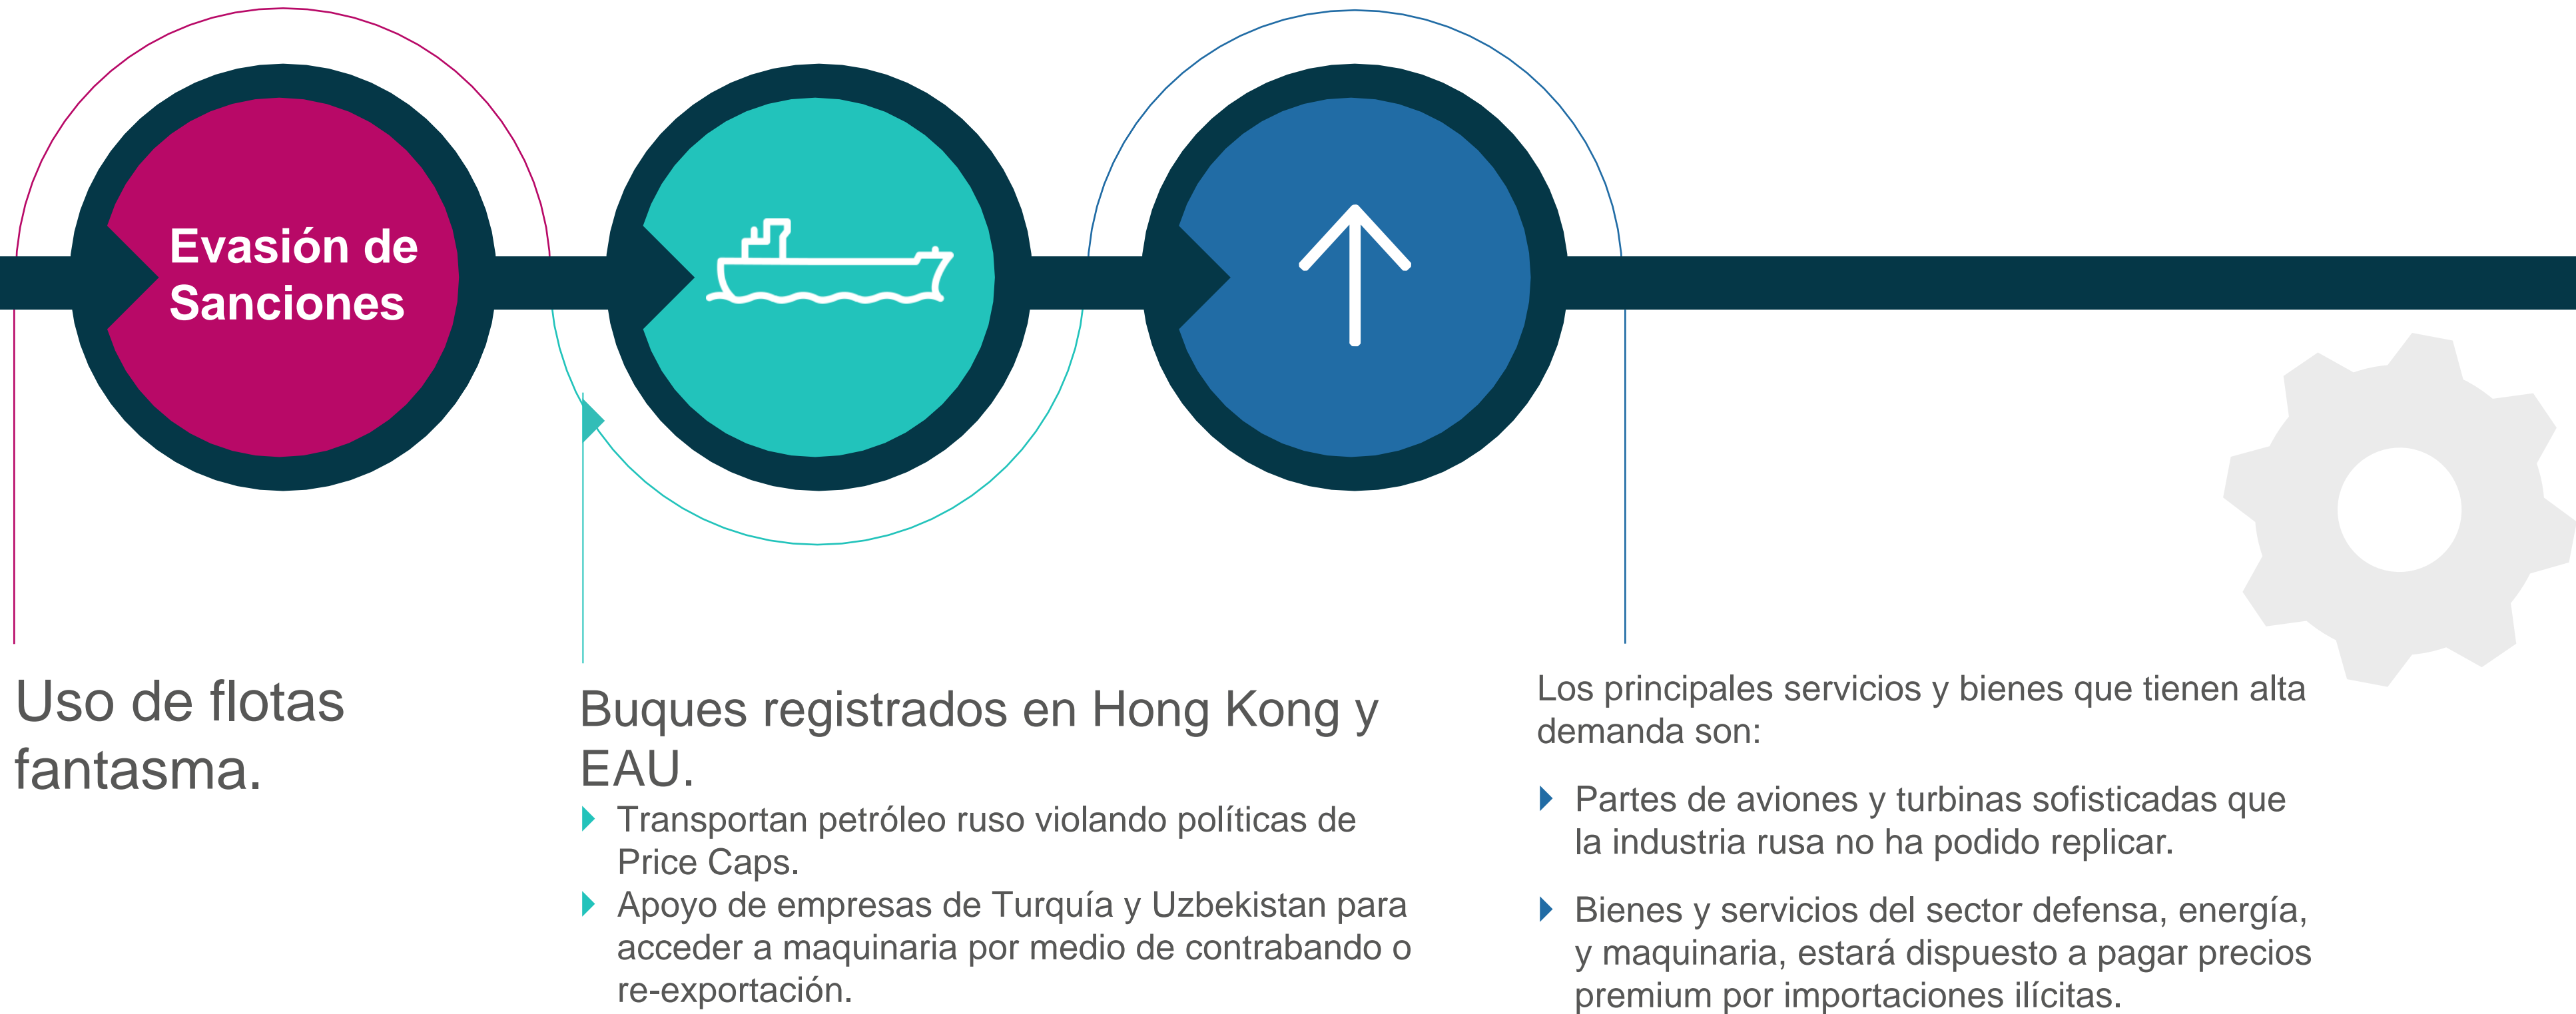 Evasión de
Sanciones
Uso de flotas
fantasma.
Buques registrados en Hong Kong y
EAU.
Transportan petróleo ruso violando políticas de
Price Caps.
Apoyo de empresas de Turquía y Uzbekistan para
acceder a maquinaria por medio de contrabando o
re-exportación.
Los principales servicios y bienes que tienen alta
demanda son:
Partes de aviones y turbinas sofisticadas que
la industria rusa no ha podido replicar.
Bienes y servicios del sector defensa, energía,
y maquinaria, estará dispuesto a pagar precios
premium por importaciones ilícitas.